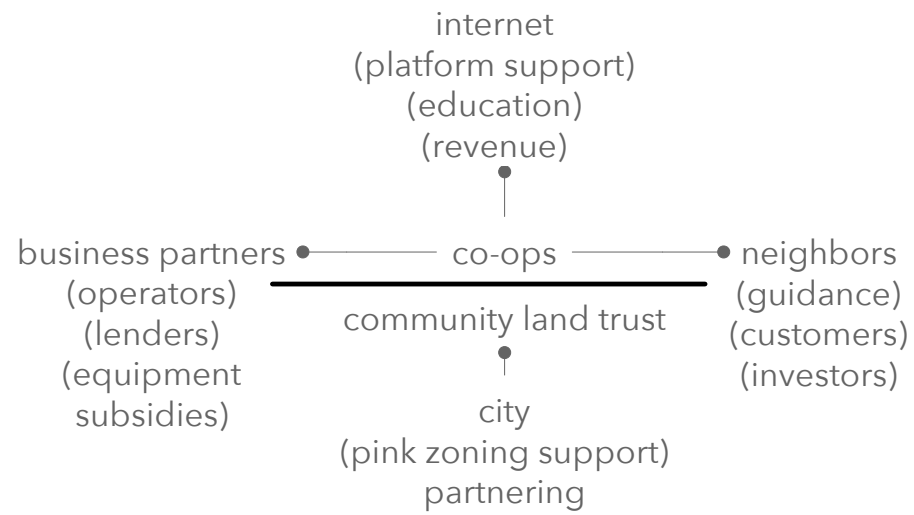 internet
(platform support)
(education)
(revenue)
business partners
(operators)
(lenders)
(equipment
subsidies)
co-ops
community land trust
neighbors
(guidance)
(customers)
(investors)
city
(pink zoning support)
partnering